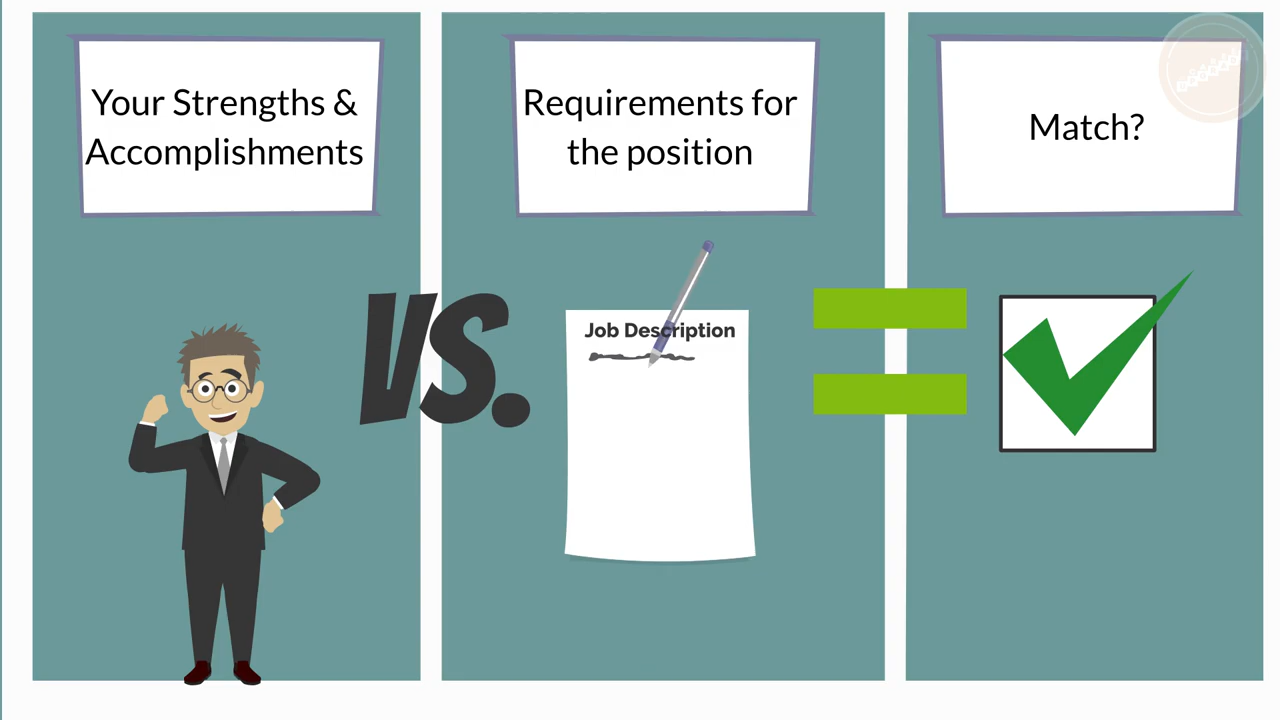 Your Strengths &
Accomplishments
Requirements for
the position
Match?
VS.
Job Description